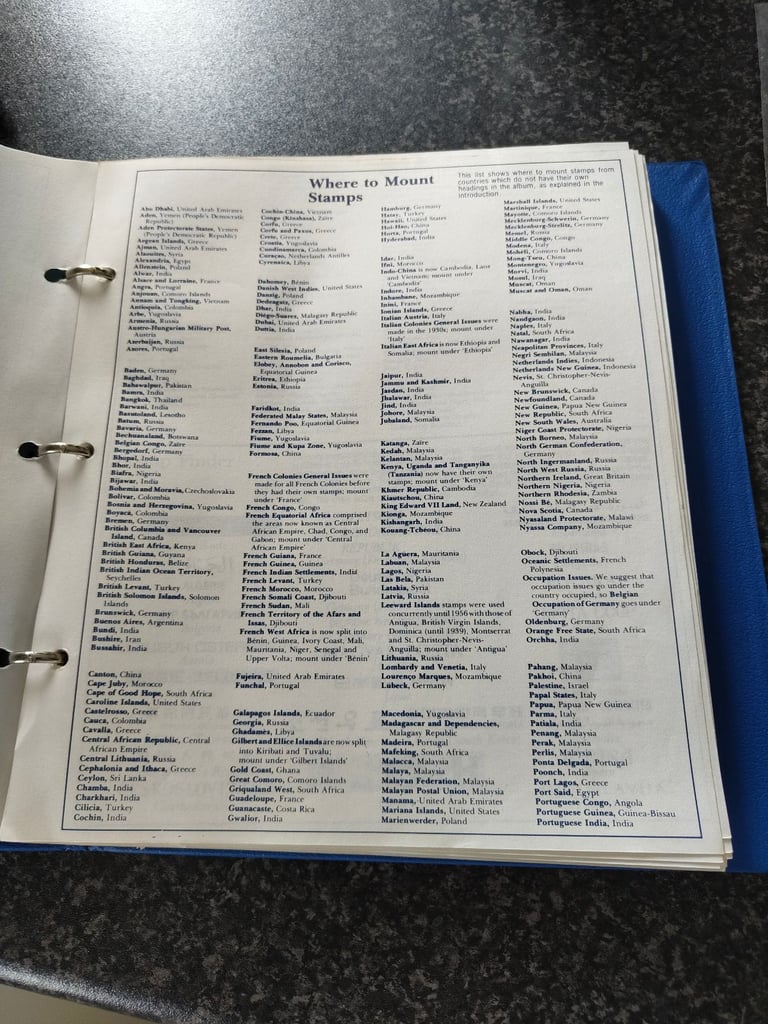 Where to Mount
Stamps
This list shows where to mount stamps from
countries which do not have their own
headings in the album, as explained in the
introduction.
Abu Dhabi, United Arab Emirates
Aden, Yemen (People's Democratic
Republic)
Aden Protectorate States, Yemen
(People's Democratic Republic)
Aegean Islands, Greece
Ajman, United Arab Emirates
Alaouites, Syria
Alexandria, Egypt
Allenstein, Poland
Alwar, India
Alsace and Lorraine, France
Angra, Portugal
Anjouan, Comoro Islands
Annam and Tongking, Vietnam
Antioquia, Colombia
Arbe, Yugoslavia
Armenia, Russia
Austro-Hungarian Military Post,
Austria
Azerbaijan, Russia
Azores, Portugal
Baden, Germany
Baghdad, Iraq
Bahawalpur, Pakistan
Bamra, India
Bangkok, Thailand
Barwani, India
Basutoland, Lesotho
Batum, Russia
Bavaria, Germany
Bechuanaland, Botswana
Belgian Congo, Zaïre
Bergedorf, Germany
Bhopal, India
Bhor, India
Biafra, Nigeria
Bijawar, India
Bohemia and Moravia, Czechoslovakia
Bolivar, Colombia
Bosnia and Herzegovina, Yugoslavia
Boyaca, Colombia
Bremen, Germany
British Columbia and Vancouver
Island, Canada
British East Africa, Kenya
British Guiana, Guyana
British Honduras, Belize
British Indian Ocean Territory,
Seychelles
British Levant, Turkey
British Solomon Islands, Solomon
Islands
Brunswick, Germany
Buenos Aires, Argentina
Bundi, India
Bushire, Iran
Bussahir, India
Canton, China
Cape Juby, Morocco
Cape of Good Hope, South Africa
Caroline Islands, United States
Castelrosso, Greece
Cauca, Colombia
Cavalla, Greece
Central African Republic, Central
African Empire
Central Lithuania, Russia
Cephalonia and Ithaca, Greece
Ceylon, Sri Lanka
Chamba, India
Charkhari, India
Cilicia, Turkey
Cochin, India
Cochin-China, Vietnam
Congo (Kinshasa), Zaïre
Corfu, Greece
Corfu and Paxos, Greece
Crete, Greece
Croatia, Yugoslavia
Cundinamarca, Colombia
Curaçao, Netherlands Antilles
Cyrenaica, Libya
Dahomey, Bénin
Danish West Indies, United States
Danzig, Poland
Dedeagatz, Greece
Dhar, India
Diégo-Suarez, Malagasy Republic
Dubai, United Arab Emirates
Duttia, India
East Silesia, Poland
Eastern Roumelia, Bulgaria
Elobey, Annobon and Corisco,
Equatorial Guinea
Eritrea, Ethiopia
Estonia, Russia
Faridkot, India
Federated Malay States, Malaysia
Fernando Poo, Equatorial Guinea
Fezzan, Libya
Fiume, Yugoslavia
Fiume and Kupa Zone, Yugoslavia
Formosa, China
French Colonies General Issues were
made for all French Colonies before
they had their own stamps; mount
under 'France'
French Congo, Congo
French Equatorial Africa comprised
the areas now known as Central
African Empire, Chad, Congo, and
Gabon; mount under 'Central
African Empire'
French Guiana, France
French Guinea, Guinea
French Indian Settlements, India
French Levant, Turkey
French Morocco, Morocco
French Somali Coast, Djibouti
French Sudan, Mali
French Territory of the Afars and
Issas, Djibouti
French West Africa is now split into
Bénin, Guinea, Ivory Coast, Mali,
Mauritania, Niger, Senegal and
Upper Volta; mount under 'Bénin'
Fujeira, United Arab Emirates
Funchal, Portugal
Galapagos Islands, Ecuador
Georgia, Russia
Ghadames, Libya
Gilbert and Ellice Islands are now split
into Kiribati and Tuvalu;
mount under 'Gilbert Islands'
Gold Coast, Ghana
Great Comoro, Comoro Islands
Griqualand West, South Africa
Guadeloupe, France
Guanacaste, Costa Rica
Gwalior, India
Hamburg, Germany
Hatay, Turkey
Hawaii, United States
Hoi-Hao, China
Horta, Portugal
Hyderabad, India
Idar, India
Ifni, Morocco
Indo-China is now Cambodia, Laos
and Vietnam; mount under
'Cambodia'
Indore, India
Inhambane, Mozambique
Inini, France
Ionian Islands, Greece
Italian Austria, Italy
Italian Colonies General Issues were
made in the 1930s; mount under
'Italy'
Italian East Africa is now Ethiopia and
Somalia; mount under 'Ethiopia'
Jaipur, India
Jammu and Kashmir, India
Jasdan, India
Jhalawar, India
Jind, India
Johore, Malaysia
Jubaland, Somalia
Katanga, Zaïre
Kedah, Malaysia
Kelantan, Malaysia
Kenya, Uganda and Tanganyika
(Tanzania) now have their own
stamps; mount under 'Kenya'
Khmer Republic, Cambodia
Kiautschou, China
King Edward VII Land, New Zealand
Kionga, Mozambique
Kishangarh, India
Kouang-Tchéou, China
La Agüera, Mauritania
Labuan, Malaysia
Lagos, Nigeria
Las Bela, Pakistan
Latakia, Syria
Latvia, Russia
Leeward Islands stamps were used
concurrently until 1956 with those of
Antigua, British Virgin Islands,
Dominica (until 1939), Montserrat
and St. Christopher-Nevis-
Anguilla; mount under 'Antigua'
Lithuania, Russia
Lombardy and Venetia, Italy
Lourenço Marques, Mozambique
Lübeck, Germany
Macedonia, Yugoslavia
Madagascar and Dependencies,
Malagasy Republic
Madeira, Portugal
Mafeking, South Africa
Malacca, Malaysia
Malaya, Malaysia
Malayan Federation, Malaysia
Malayan Postal Union, Malaysia
Manama, United Arab Emirates
Mariana Islands, United States
Marienwerder, Poland
Marshall Islands, United States
Martinique, France
Mayotte, Comoro Islands
Mecklenburg-Schwerin, Germany
Mecklenburg-Strelitz, Germany
Memel, Russia
Middle Congo, Congo
Modena, Italy
Moheli, Comoro Islands
Mong-Tseu, China
Montenegro, Yugoslavia
Morvi, India
Mosul, Iraq
Muscat, Oman
Muscat and Oman, Oman
Nabha, India
Nandgaon, India
Naples, Italy
Natal, South Africa
Nawanagar, India
Neapolitan Provinces, Italy
Negri Sembilan, Malaysia
Netherlands Indies, Indonesia
Netherlands New Guinea, Indonesia
Nevis, St. Christopher-Nevis-
Anguilla
New Brunswick, Canada
Newfoundland, Canada
New Guinea, Papua New Guinea
New Republic, South Africa
New South Wales, Australia
Niger Coast Protectorate, Nigeria
North Borneo, Malaysia
North German Confederation,
Germany
North Ingermanland, Russia
North West Russia, Russia
Northern Ireland, Great Britain
Northern Nigeria, Nigeria
Northern Rhodesia, Zambia
Nossi Bé, Malagasy Republic
Nova Scotia, Canada
Nyasaland Protectorate, Malawi
Nyassa Company, Mozambique
Obock, Djibouti
Oceanic Settlements, French
Polynesia
Occupation Issues. We suggest that
occupation issues go under the
country occupied, so Belgian
Occupation of Germany goes under
'Germany'
Oldenburg, Germany
Orange Free State, South Africa
Orchha, India
Pahang, Malaysia
Pakhoi, China
Palestine, Israel
Papal States, Italy
Papua, Papua New Guinea
Parma, Italy
Patiala, India
Penang, Malaysia
Perak, Malaysia
Perlis, Malaysia
Ponta Delgada, Portugal
Poonch, India
Port Lagos, Greece
Port Said, Egypt
Portuguese Congo, Angola
Portuguese Guinea, Guinea-Bissau
Portuguese India, India